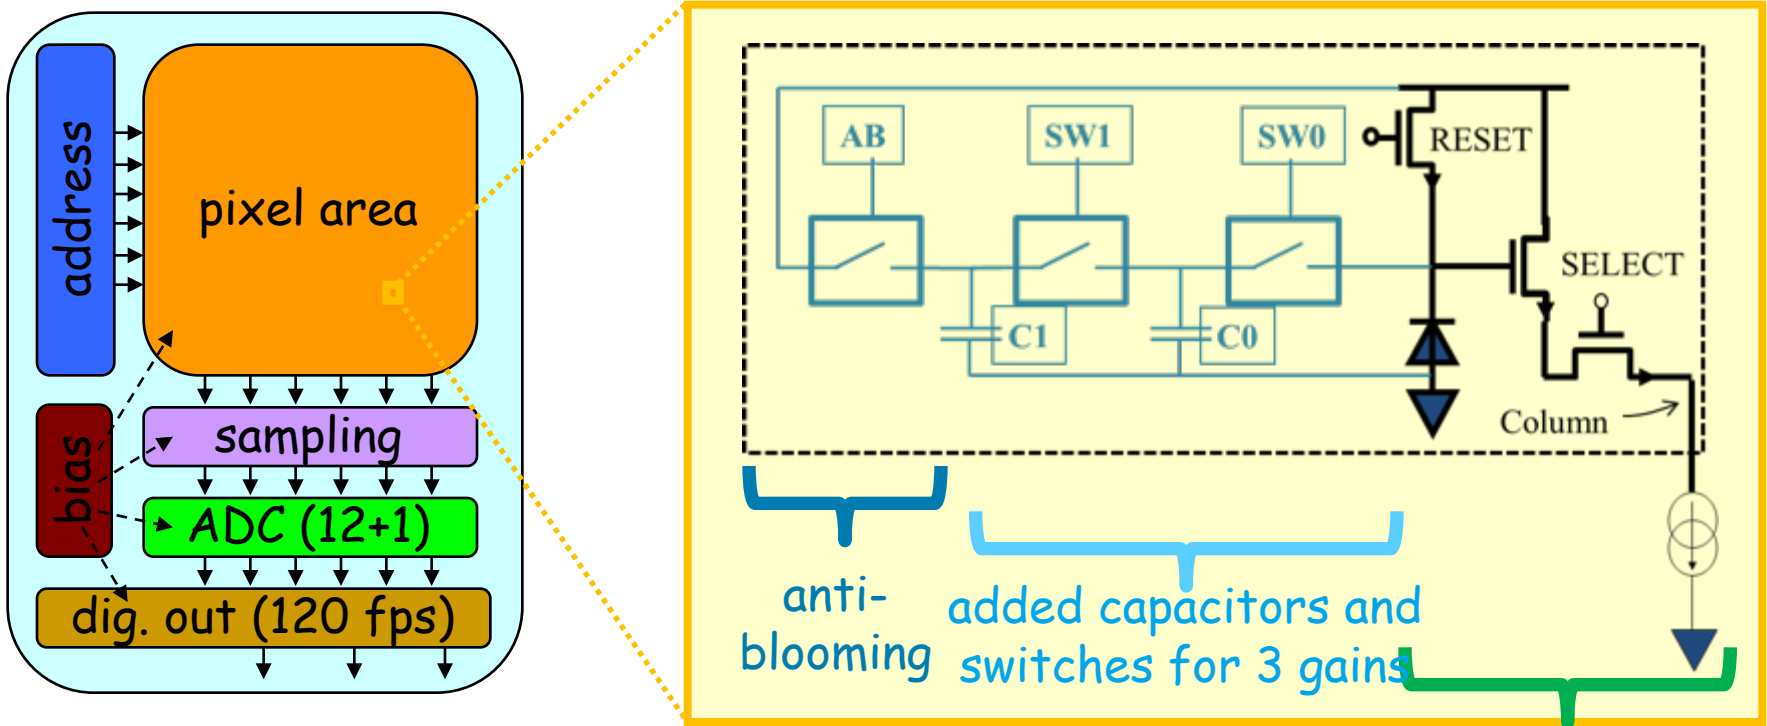 address
pixel area
bias
sampling
ADC (12+1)
dig. out (120 fps)
AB
SW1
SW0
RESET
SELECT
C1
C0
Column
anti-
blooming
added capacitors and
switches for 3 gains